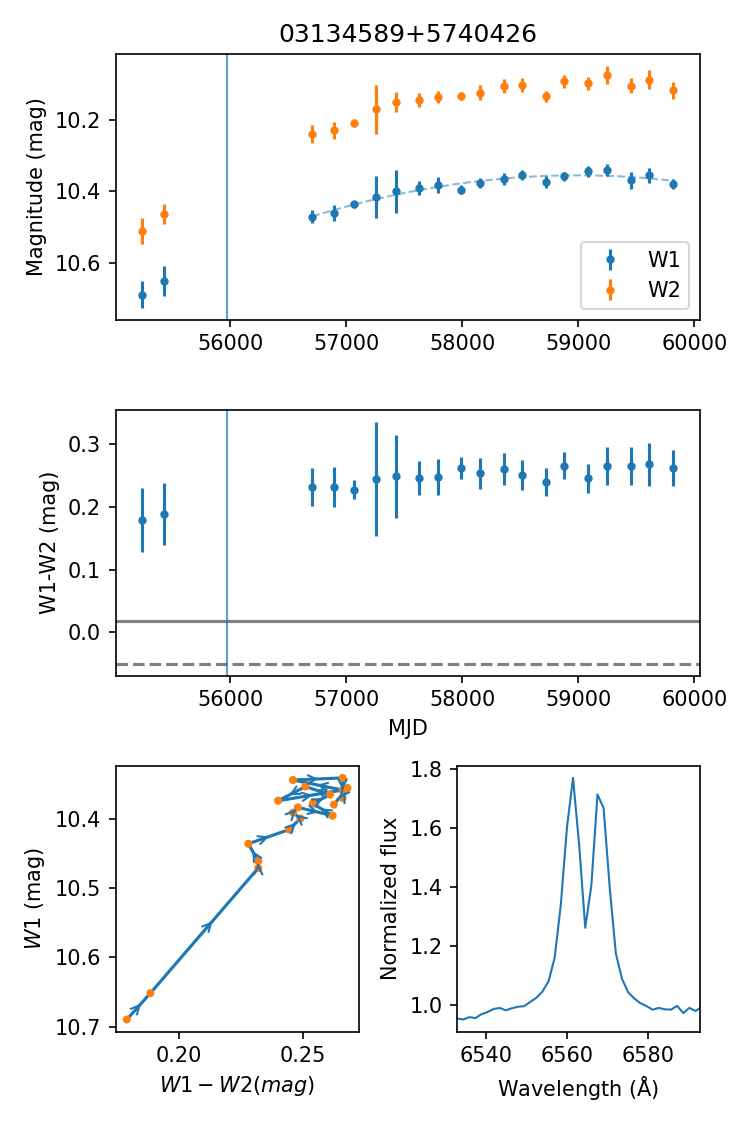 03134589+5740426
Magnitude (mag)
10.2
10.4
10.6
W1
W2
56000 57000 58000 59000 60000
W1-W2 (mag)
0.3
0.2
0.1
0.0
56000 57000 58000 59000 60000
MJD
W1 (mag)
10.4
10.5
10.6
10.7
0.20 0.25
W1 − W2(mag)
Normalized flux
1.8
1.6
1.4
1.2
1.0
6540 6560 6580
Wavelength (Å)